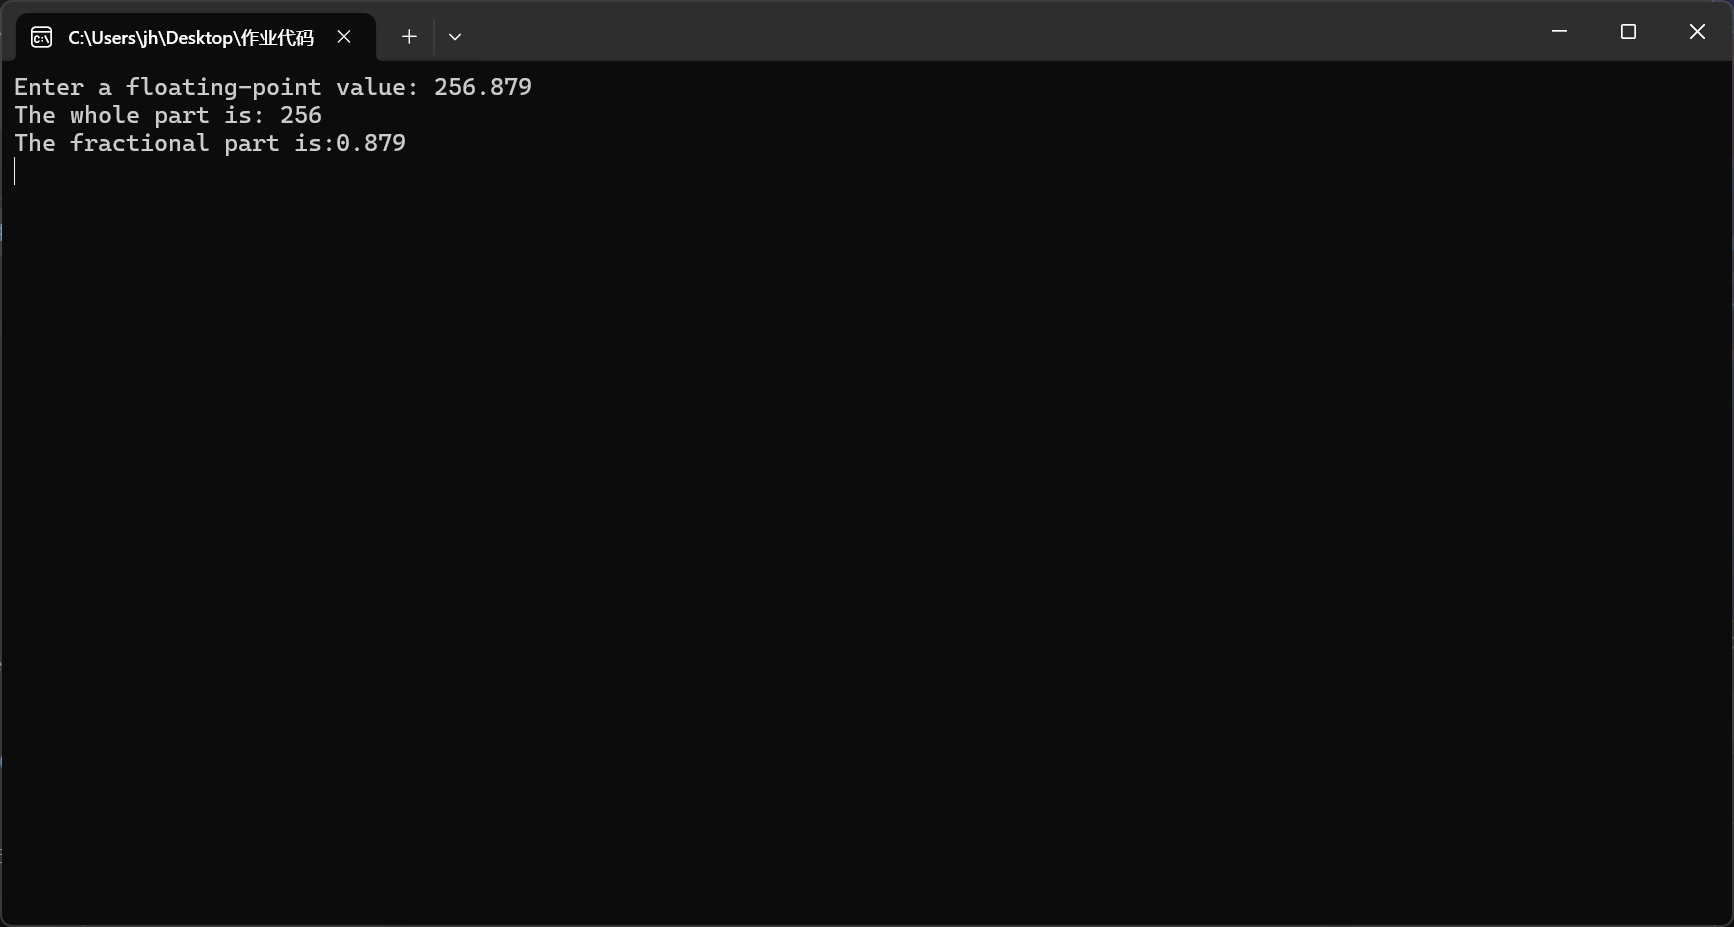 C:\Users\jh\Desktop\作业代码
Enter a floating-point value: 256.879
The whole part is: 256
The fractional part is:0.879